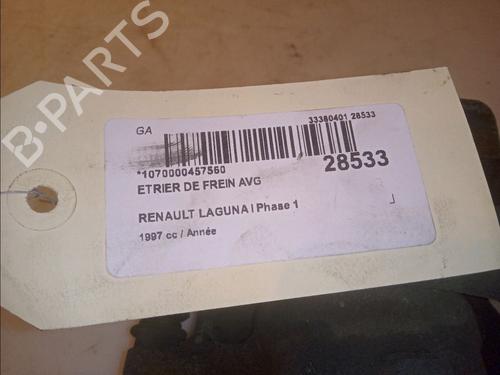 B-PARTS
GA
33380401 28533
*1070000457560
28533
ETRIER DE FREIN AVG
RENAULT LAGUNA I Phase 1
1997 cc / Année